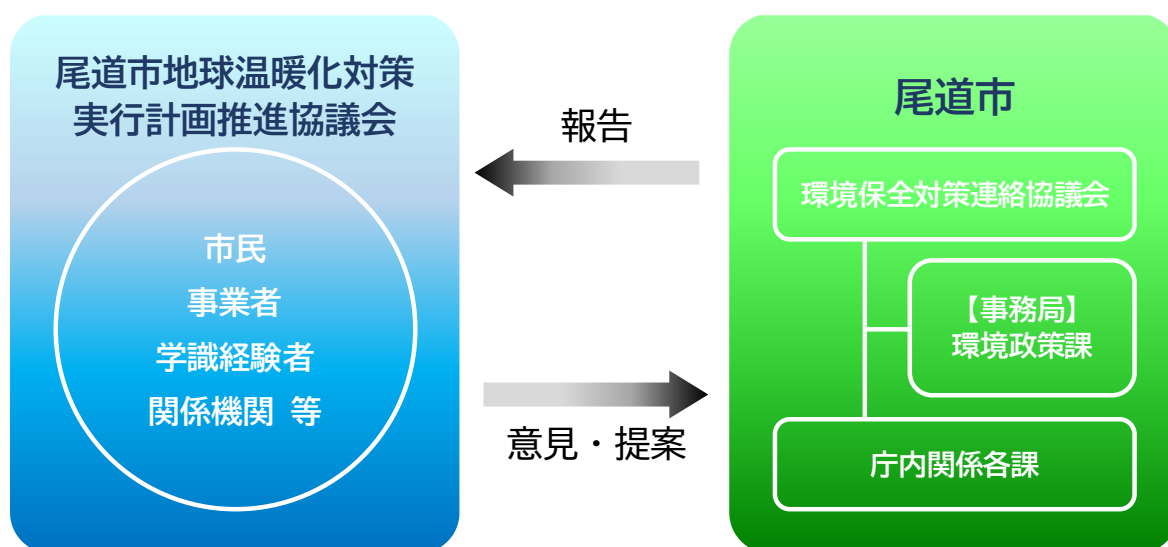 尾道市地球温暖化対策
実行計画推進協議会
市民
事業者
学識経験者
関係機関 等
報告
意見・提案
尾道市
環境保全対策連絡協議会
【事務局】
環境政策課
庁内関係各課